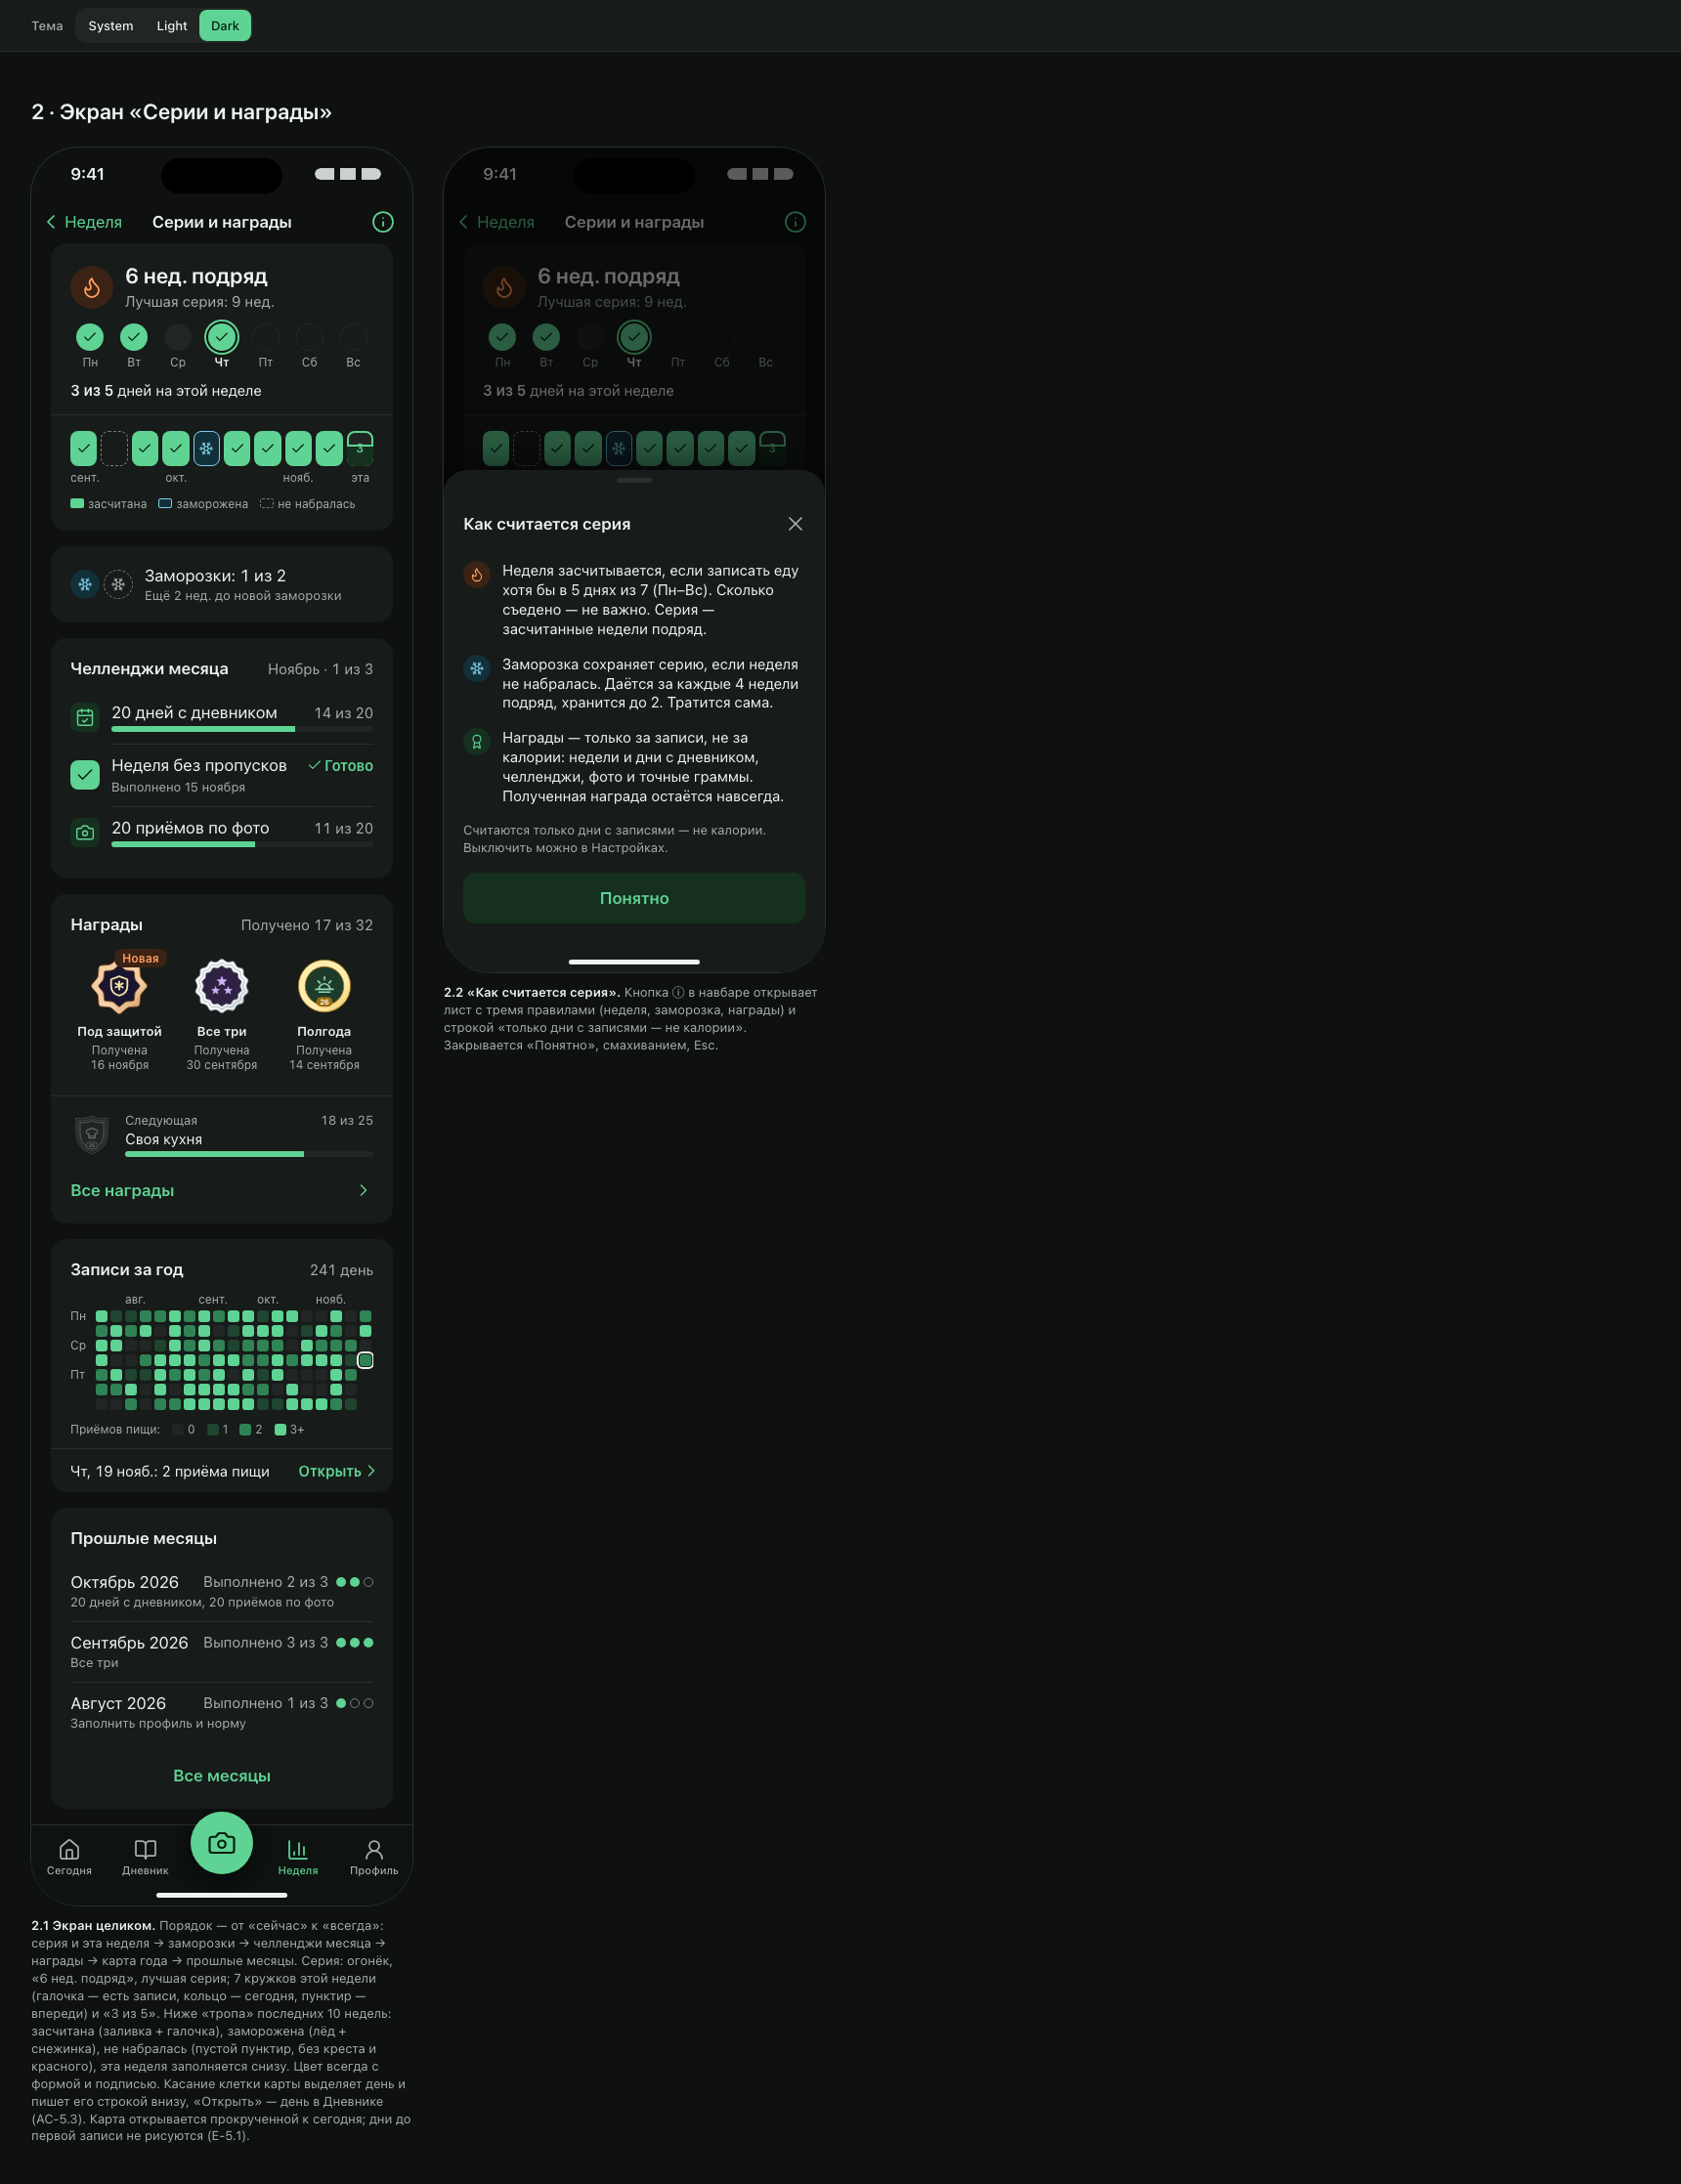 Тема System Light Dark
2 · Экран «Серии и награды»
9:41
Неделя Серии и награды
6 нед. подряд
Лучшая серия: 9 нед.
Пн Вт Ср Чт Пт Сб Вс
3 из 5 дней на этой неделе
3
сент. окт. нояб. эта
засчитана заморожена не набралась
Заморозки: 1 из 2
Ещё 2 нед. до новой заморозки
Челленджи месяца Ноябрь · 1 из 3
20 дней с дневником 14 из 20
Неделя без пропусков Готово
Выполнено 15 ноября
20 приёмов по фото 11 из 20
Награды Получено 17 из 32
Новая
26
Под защитой Все три Полгода
Получена Получена Получена
16 ноября 30 сентября 14 сентября
Следующая 18 из 25
Своя кухня
Все награды
Записи за год 241 день
авг. сент. окт. нояб.
Пн
Ср
Пт
Приёмов пищи: 0 1 2 3+
Чт, 19 нояб.: 2 приёма пищи Открыть
Прошлые месяцы
Октябрь 2026 Выполнено 2 из 3
20 дней с дневником, 20 приёмов по фото
Сентябрь 2026 Выполнено 3 из 3
Все три
Август 2026 Выполнено 1 из 3
Заполнить профиль и норму
Все месяцы
Сегодня Дневник Неделя Профиль
2.1 Экран целиком. Порядок — от «сейчас» к «всегда»:
серия и эта неделя → заморозки → челленджи месяца →
награды → карта года → прошлые месяцы. Серия: огонёк,
«6 нед. подряд», лучшая серия; 7 кружков этой недели
(галочка — есть записи, кольцо — сегодня, пунктир —
впереди) и «3 из 5». Ниже «тропа» последних 10 недель:
засчитана (заливка + галочка), заморожена (лёд +
снежинка), не набралась (пустой пунктир, без креста и
красного), эта неделя заполняется снизу. Цвет всегда с
формой и подписью. Касание клетки карты выделяет день и
пишет его строкой внизу, «Открыть» — день в Дневнике
(AC-5.3). Карта открывается прокрученной к сегодня; дни до
первой записи не рисуются (E-5.1).
9:41
Неделя Серии и награды
6 нед. подряд
Лучшая серия: 9 нед.
Пн Вт Ср Чт Пт Сб Вс
3 из 5 дней на этой неделе
3
Как считается серия
Неделя засчитывается, если записать еду
хотя бы в 5 днях из 7 (Пн–Вс). Сколько
съедено — не важно. Серия —
засчитанные недели подряд.
Заморозка сохраняет серию, если неделя
не набралась. Даётся за каждые 4 недели
подряд, хранится до 2. Тратится сама.
Награды — только за записи, не за
калории: недели и дни с дневником,
челленджи, фото и точные граммы.
Полученная награда остаётся навсегда.
Считаются только дни с записями — не калории.
Выключить можно в Настройках.
Понятно
2.2 «Как считается серия». Кнопка ⓘ в навбаре открывает
лист с тремя правилами (неделя, заморозка, награды) и
строкой «только дни с записями — не калории».
Закрывается «Понятно», смахиванием, Esc.